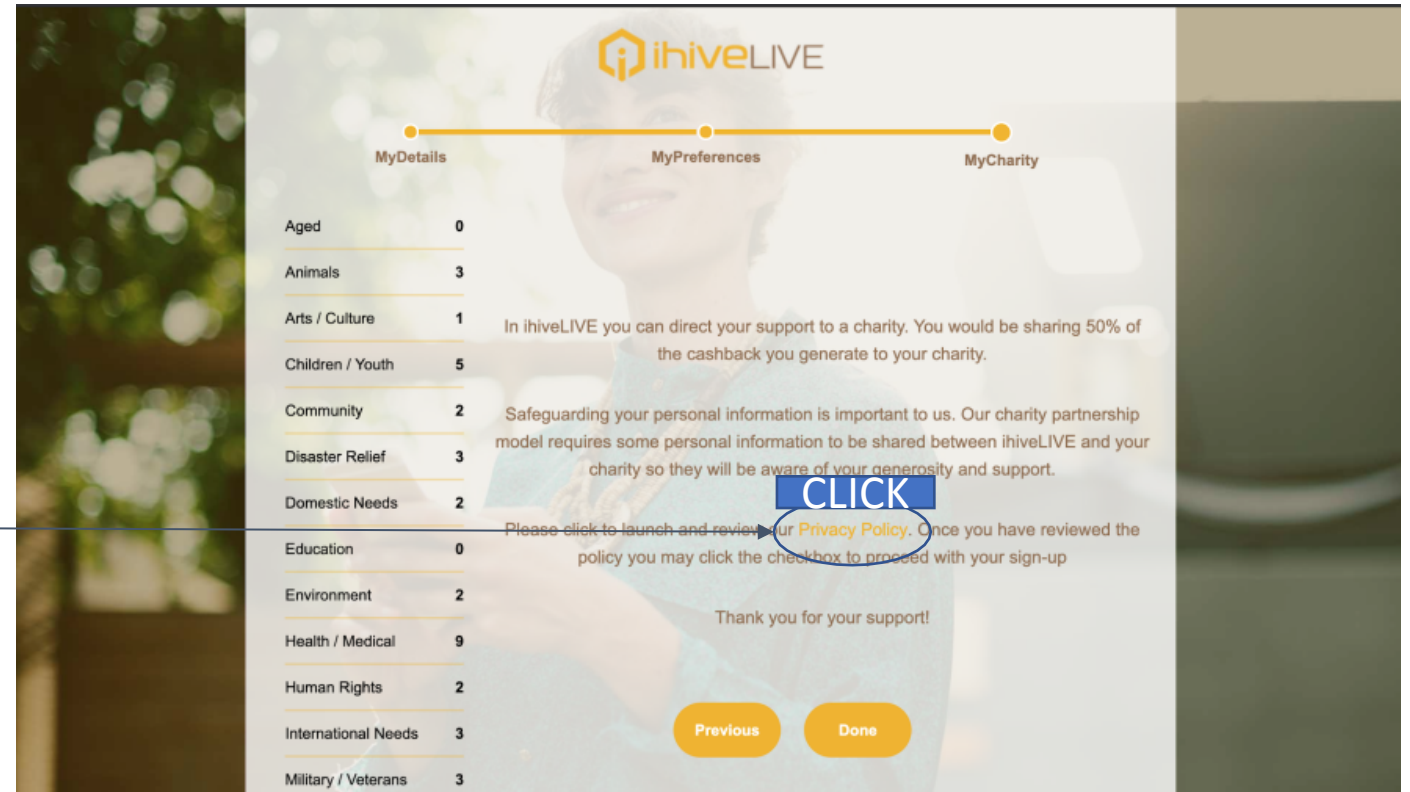 ihiveLIVE
MyDetails MyPreferences MyCharity
Aged 0
Animals 3
Arts / Culture 1
Children / Youth 5
Community 2
Disaster Relief 3
Domestic Needs 2
Education 0
Environment 2
Health / Medical 9
Human Rights 2
International Needs 3
Military / Veterans 3
In ihiveLIVE you can direct your support to a charity. You would be sharing 50% of
the cashback you generate to your charity.
Safeguarding your personal information is important to us. Our charity partnership
model requires some personal information to be shared between ihiveLIVE and your
charity so they will be aware of your generosity and support.
CLICK
Please click to launch and review our Privacy Policy. Once you have reviewed the
policy you may click the checkbox to proceed with your sign-up
Thank you for your support!
Previous Done